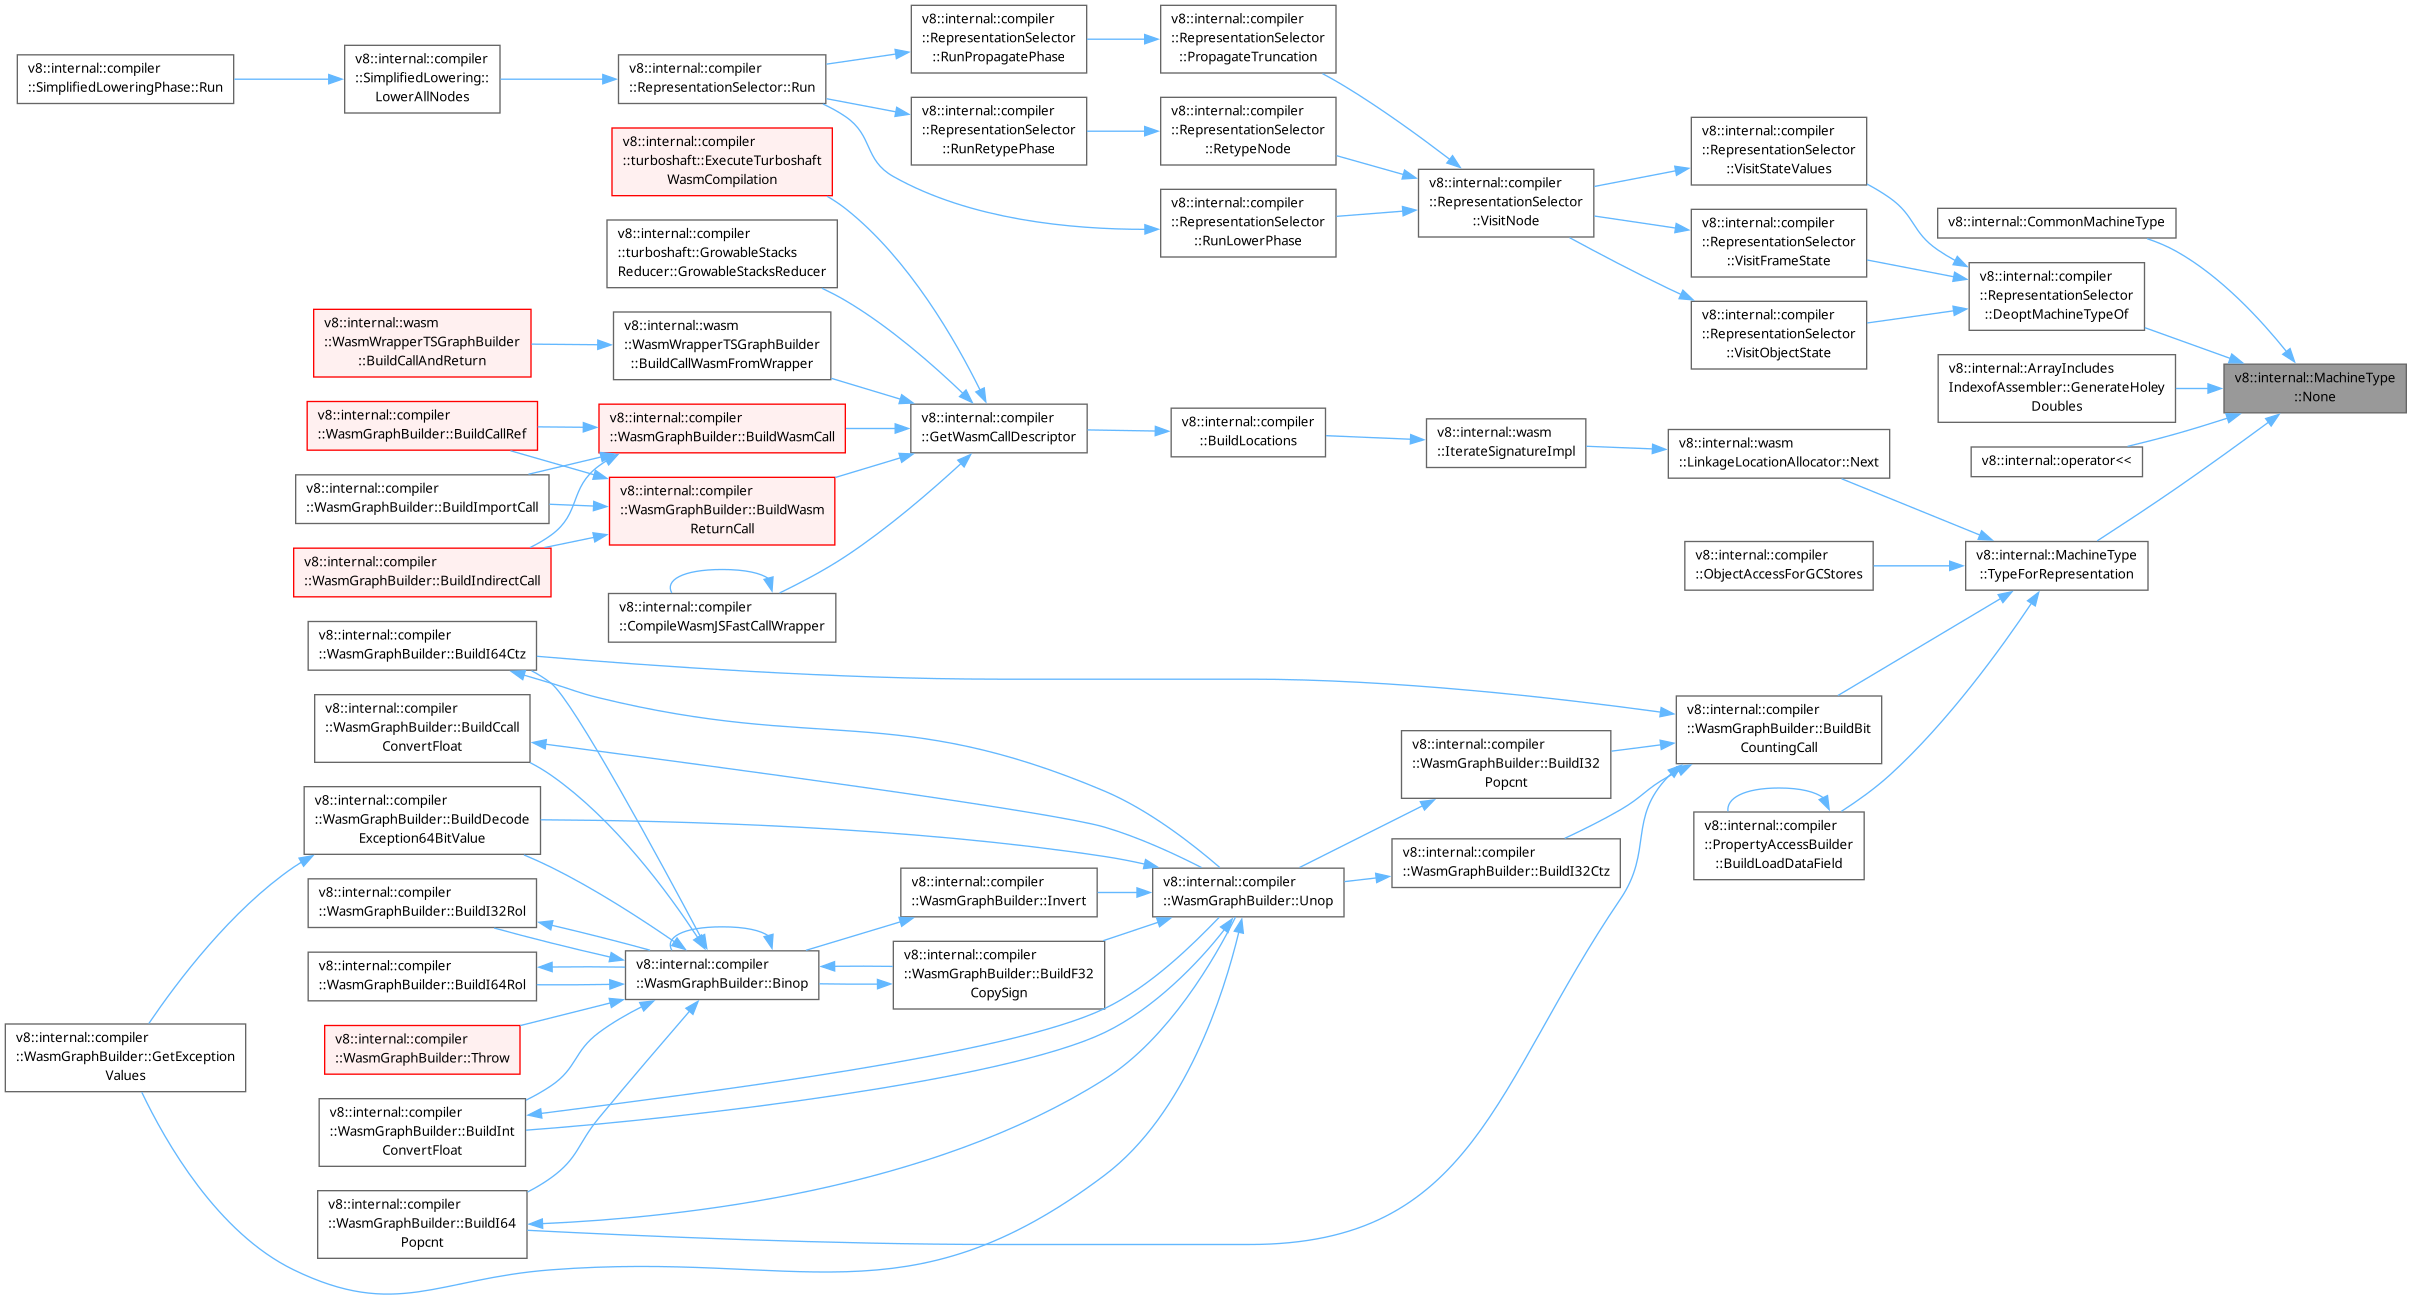 v8::internal::compiler
::SimplifiedLoweringPhase::Run
v8::internal::compiler
::SimplifiedLowering::
LowerAllNodes
v8::internal::compiler
::RepresentationSelector::Run
v8::internal::compiler
::RepresentationSelector
::RunPropagatePhase
v8::internal::compiler
::RepresentationSelector
::PropagateTruncation
v8::internal::compiler
::RepresentationSelector
::RunRetypePhase
v8::internal::compiler
::RepresentationSelector
::RetypeNode
v8::internal::compiler
::RepresentationSelector
::RunLowerPhase
v8::internal::compiler
::RepresentationSelector
::VisitNode
v8::internal::compiler
::RepresentationSelector
::VisitStateValues
v8::internal::compiler
::RepresentationSelector
::VisitFrameState
v8::internal::compiler
::RepresentationSelector
::VisitObjectState
v8::internal::CommonMachineType
v8::internal::compiler
::RepresentationSelector
::DeoptMachineTypeOf
v8::internal::ArrayIncludes
IndexofAssembler::GenerateHoley
Doubles
v8::internal::operator<<
v8::internal::MachineType
::None
v8::internal::compiler
::turboshaft::ExecuteTurboshaft
WasmCompilation
v8::internal::compiler
::turboshaft::GrowableStacks
Reducer::GrowableStacksReducer
v8::internal::wasm
::WasmWrapperTSGraphBuilder
::BuildCallAndReturn
v8::internal::wasm
::WasmWrapperTSGraphBuilder
::BuildCallWasmFromWrapper
v8::internal::compiler
::WasmGraphBuilder::BuildCallRef
v8::internal::compiler
::WasmGraphBuilder::BuildWasmCall
v8::internal::compiler
::GetWasmCallDescriptor
v8::internal::compiler
::BuildLocations
v8::internal::wasm
::IterateSignatureImpl
v8::internal::wasm
::LinkageLocationAllocator::Next
v8::internal::compiler
::WasmGraphBuilder::BuildImportCall
v8::internal::compiler
::WasmGraphBuilder::BuildWasm
ReturnCall
v8::internal::compiler
::WasmGraphBuilder::BuildIndirectCall
v8::internal::compiler
::CompileWasmJSFastCallWrapper
v8::internal::compiler
::ObjectAccessForGCStores
v8::internal::MachineType
::TypeForRepresentation
v8::internal::compiler
::WasmGraphBuilder::BuildI64Ctz
v8::internal::compiler
::WasmGraphBuilder::BuildCcall
ConvertFloat
v8::internal::compiler
::WasmGraphBuilder::BuildBit
CountingCall
v8::internal::compiler
::WasmGraphBuilder::BuildI32
Popcnt
v8::internal::compiler
::PropertyAccessBuilder
::BuildLoadDataField
v8::internal::compiler
::WasmGraphBuilder::BuildDecode
Exception64BitValue
v8::internal::compiler
::WasmGraphBuilder::BuildI32Ctz
v8::internal::compiler
::WasmGraphBuilder::Unop
v8::internal::compiler
::WasmGraphBuilder::Invert
v8::internal::compiler
::WasmGraphBuilder::BuildI32Rol
v8::internal::compiler
::WasmGraphBuilder::BuildI64Rol
v8::internal::compiler
::WasmGraphBuilder::Binop
v8::internal::compiler
::WasmGraphBuilder::BuildF32
CopySign
v8::internal::compiler
::WasmGraphBuilder::GetException
Values
v8::internal::compiler
::WasmGraphBuilder::Throw
v8::internal::compiler
::WasmGraphBuilder::BuildInt
ConvertFloat
v8::internal::compiler
::WasmGraphBuilder::BuildI64
Popcnt